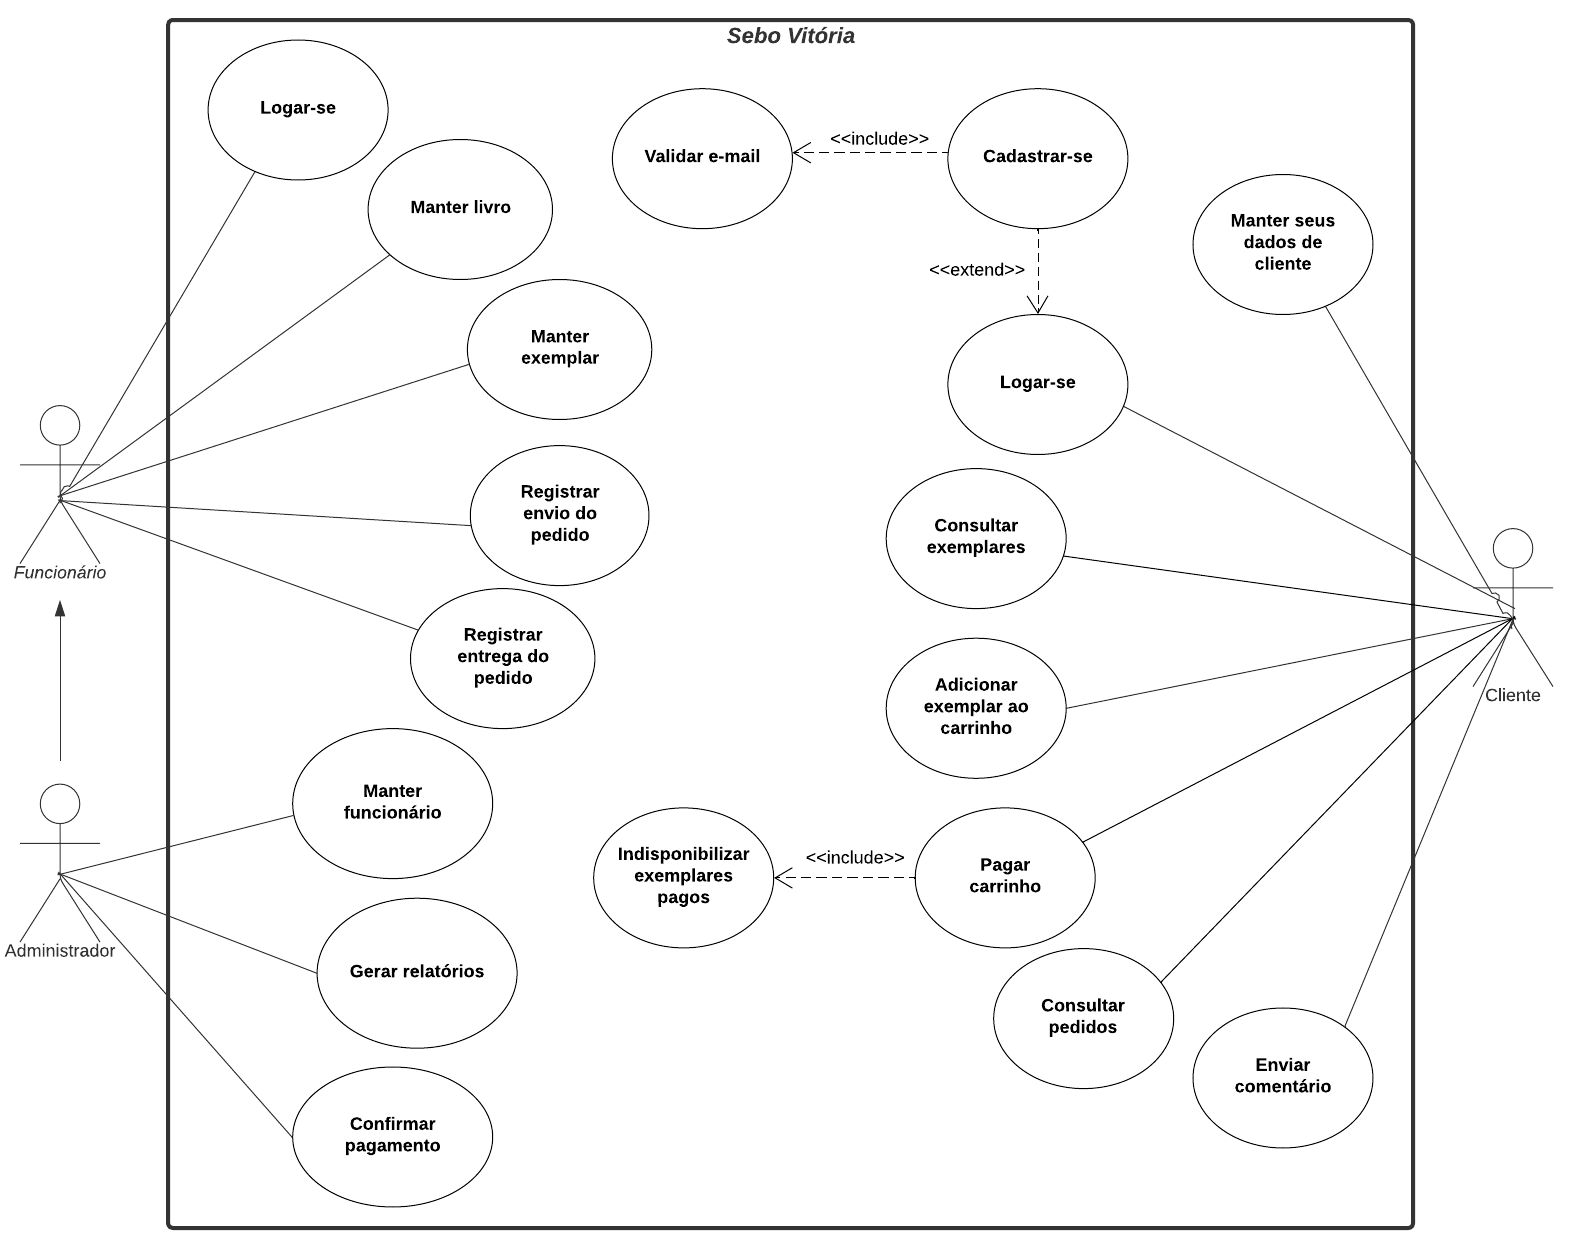 Sebo Vitória
Logar-se
Validar e-mail
<<include>>
Cadastrar-se
Manter livro
Manter seus
dados de
cliente
<<extend>>
Manter
exemplar
Logar-se
Registrar
envio do
pedido
Consultar
exemplares
Funcionário
Registrar
entrega do
pedido
Adicionar
exemplar ao
carrinho
Cliente
Manter
funcionário
Indisponibilizar
exemplares
pagos
<<include>>
Pagar
carrinho
Administrador
Gerar relatórios
Consultar
pedidos
Enviar
comentário
Confirmar
pagamento